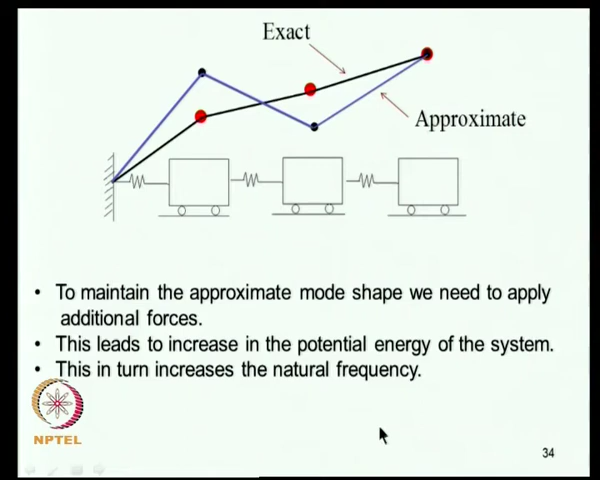 Exact
Approximate
• To maintain the approximate mode shape we need to apply
additional forces.
• This leads to increase in the potential energy of the system.
• This in turn increases the natural frequency.
NPTEL
34